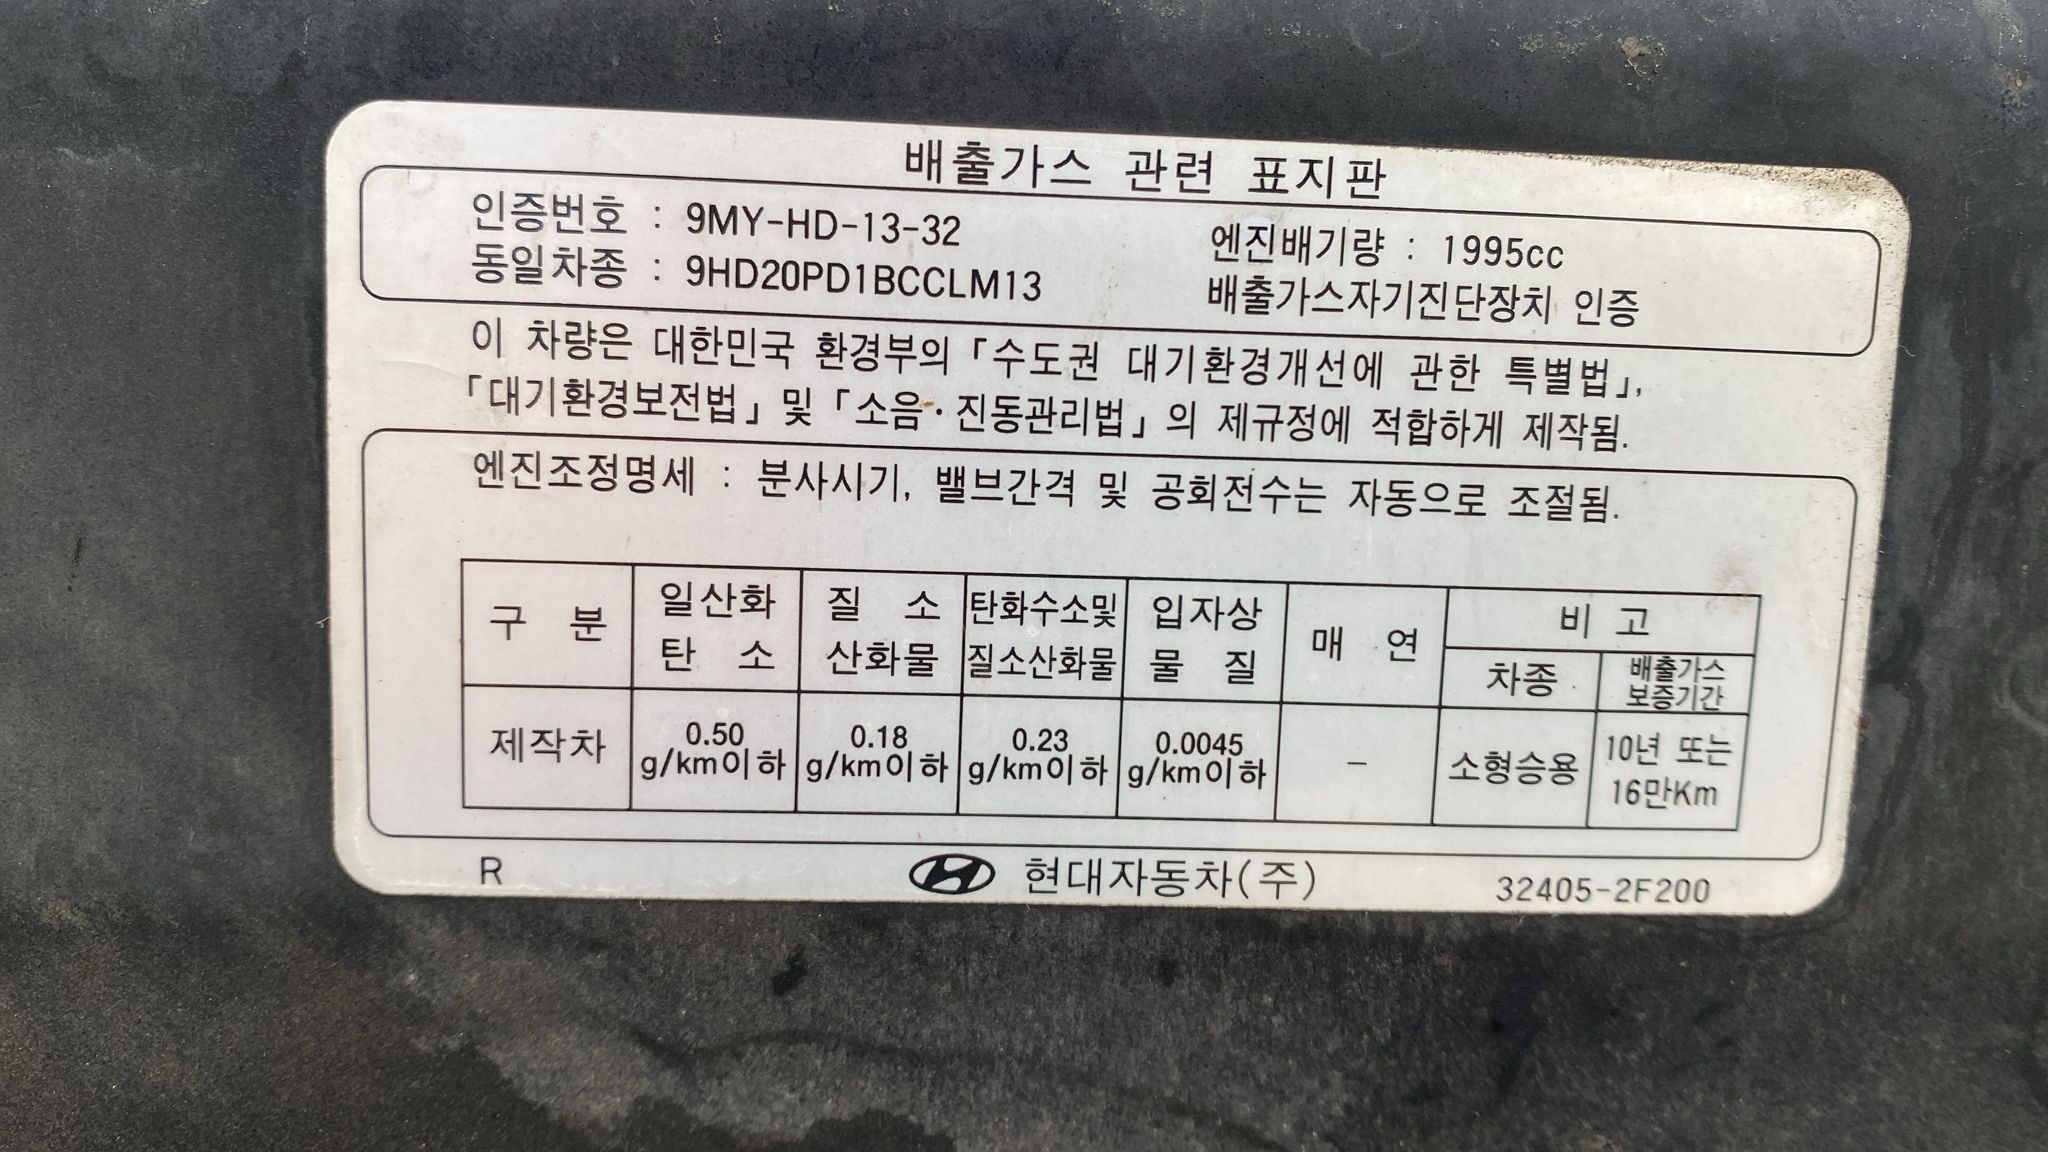 배출가스 관련 표지판
인증번호 : 9MY-HD-13-32
엔진배기량 : 1995cc
동일차종 : 9HD20PD1BCCLM13
배출가스자기진단장치 인증
이 차량은 대한민국 환경부의 「수도권 대기환경개선에 관한 특별법」,
「대기환경보전법」 및 「소음·진동관리법」의 제규정에 적합하게 제작됨.
엔진조정명세 : 분사시기, 밸브간격 및 공회전수는 자동으로 조절됨.
구 분
일산화
탄 소
질 소
산화물
탄화수소및
질소산화물
입자상
물 질
매 연
비 고
차종
배출가스
보증기간
제작차
0.50
g/km이하
0.18
g/km이하
0.23
g/km이하
0.0045
g/km이하
–
소형승용
10년 또는
16만Km
R
현대자동차(주)
32405-2F200